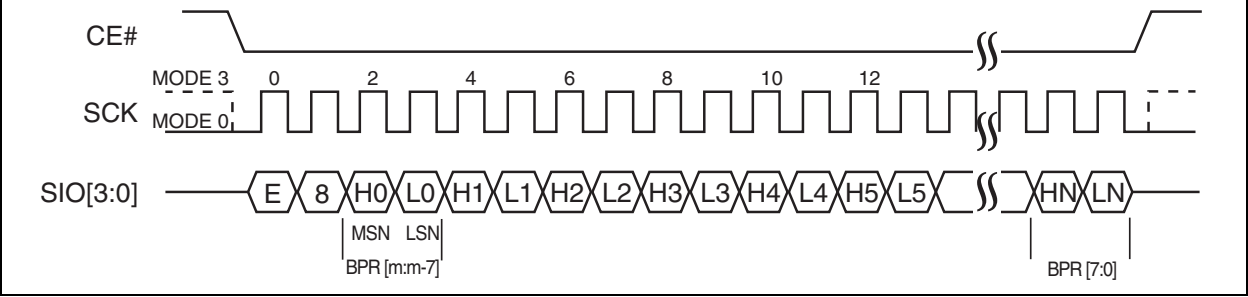 CE#
MODE 3 0 2 4 6 8 10 12
SCK MODE 0
SIO[3:0] E 8 H0 L0 H1 L1 H2 L2 H3 L3 H4 L4 H5 L5 HN LN
MSN LSN
BPR [m:m-7] BPR [7:0]